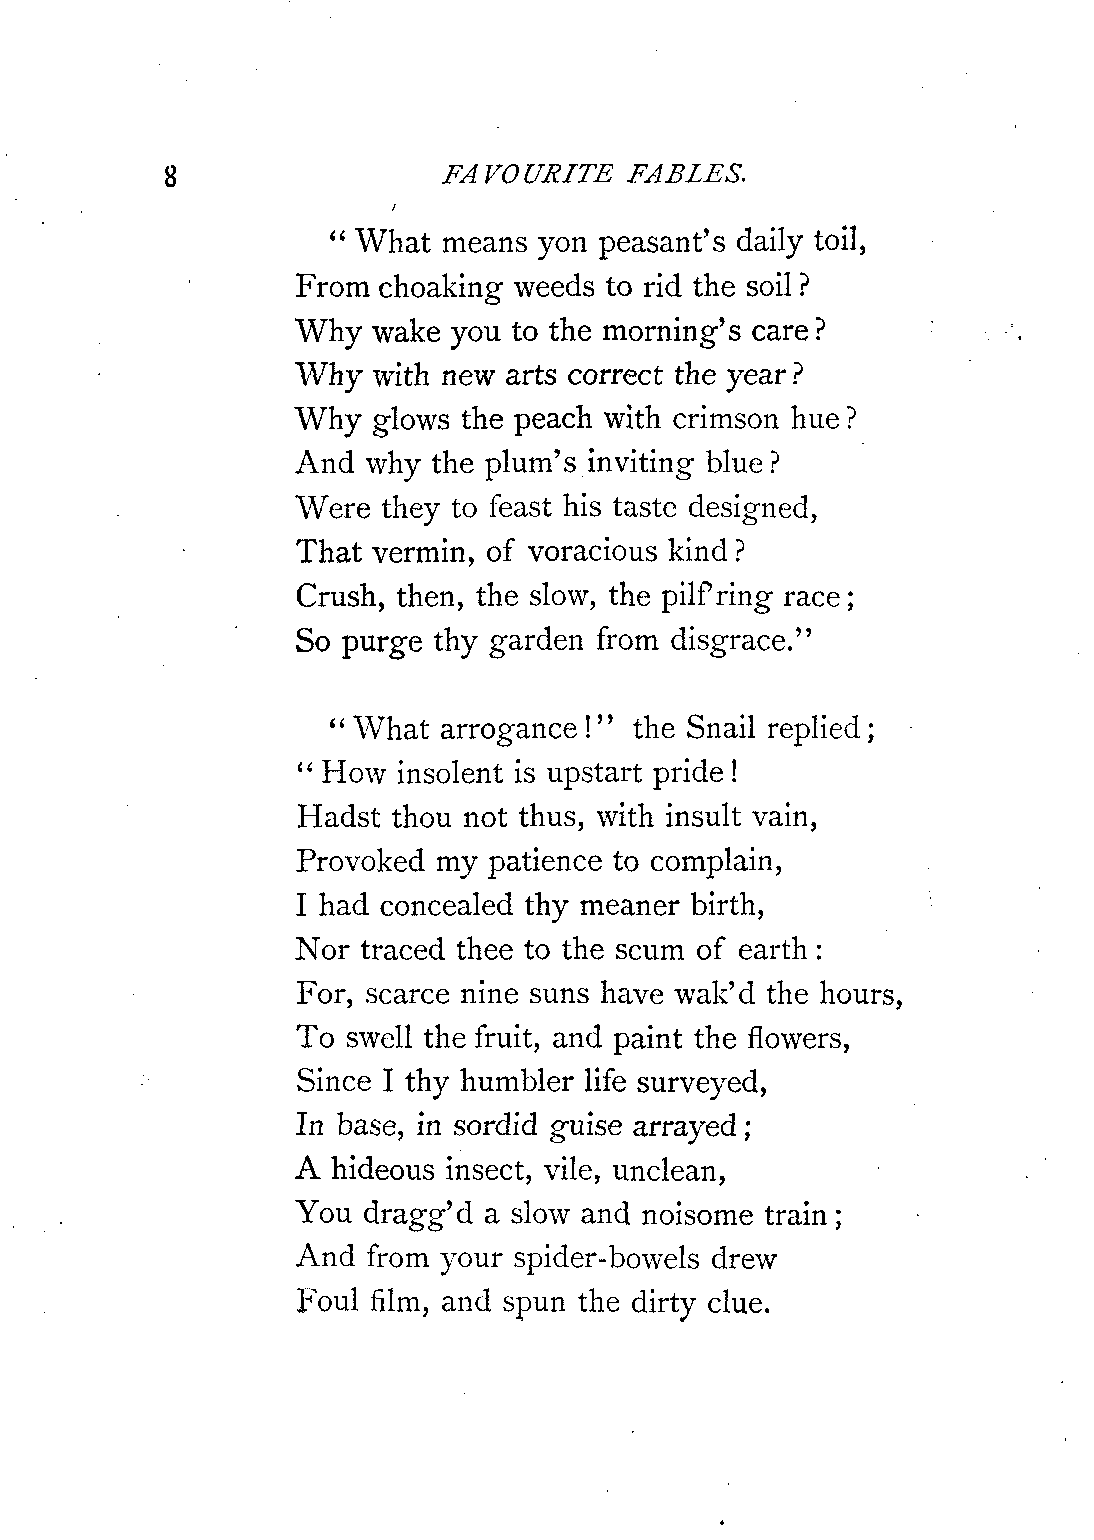 8 FAVOURITE FABLES.
“ What means yon peasant’s daily toil,
From choaking weeds to rid the soil?
Why wake you to the morning’s care?
Why with new arts correct the year?
Why glows the peach with crimson hue?
And why the plum’s inviting blue?
Were they to feast his taste designed,
That vermin, of voracious kind?
Crush, then, the slow, the pilf’ring race;
So purge thy garden from disgrace.”
“ What arrogance!” the Snail replied;
“ How insolent is upstart pride!
Hadst thou not thus, with insult vain,
Provoked my patience to complain,
I had concealed thy meaner birth,
Nor traced thee to the scum of earth:
For, scarce nine suns have wak’d the hours,
To swell the fruit, and paint the flowers,
Since I thy humbler life surveyed,
In base, in sordid guise arrayed;
A hideous insect, vile, unclean,
You dragg’d a slow and noisome train;
And from your spider-bowels drew
Foul film, and spun the dirty clue.